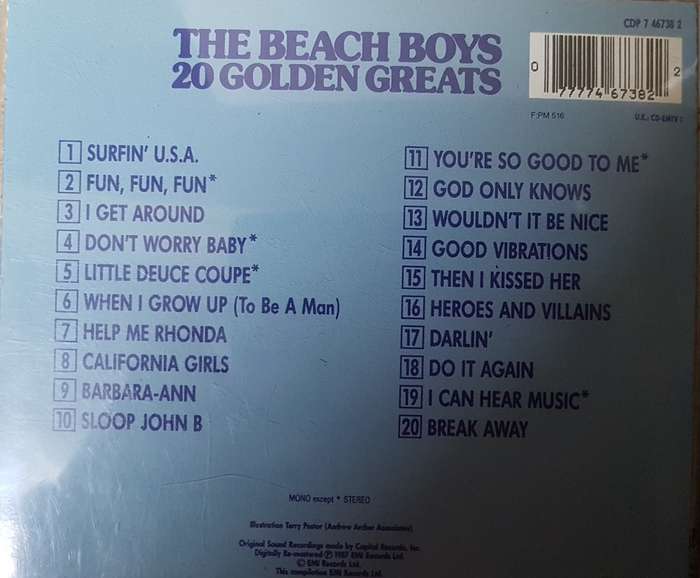 THE BEACH BOYS
20 GOLDEN GREATS
CDP 7 46738 2
0 77774 67382 2
F:PM 516
U.K.: CD-EMTV 1
1 SURFIN' U.S.A.
2 FUN, FUN, FUN*
3 I GET AROUND
4 DON'T WORRY BABY*
5 LITTLE DEUCE COUPE*
6 WHEN I GROW UP (To Be A Man)
7 HELP ME RHONDA
8 CALIFORNIA GIRLS
9 BARBARA-ANN
10 SLOOP JOHN B
11 YOU'RE SO GOOD TO ME*
12 GOD ONLY KNOWS
13 WOULDN'T IT BE NICE
14 GOOD VIBRATIONS
15 THEN I KISSED HER
16 HEROES AND VILLAINS
17 DARLIN'
18 DO IT AGAIN
19 I CAN HEAR MUSIC*
20 BREAK AWAY
MONO except * STEREO
Illustration Terry Pastor (Andrew Archer Associates)
Original Sound Recordings made by Capitol Records, Inc
Digitally Re-mastered ℗ 1987 EMI Records Ltd.
© EMI Records Ltd.
This compilation EMI Records Ltd.